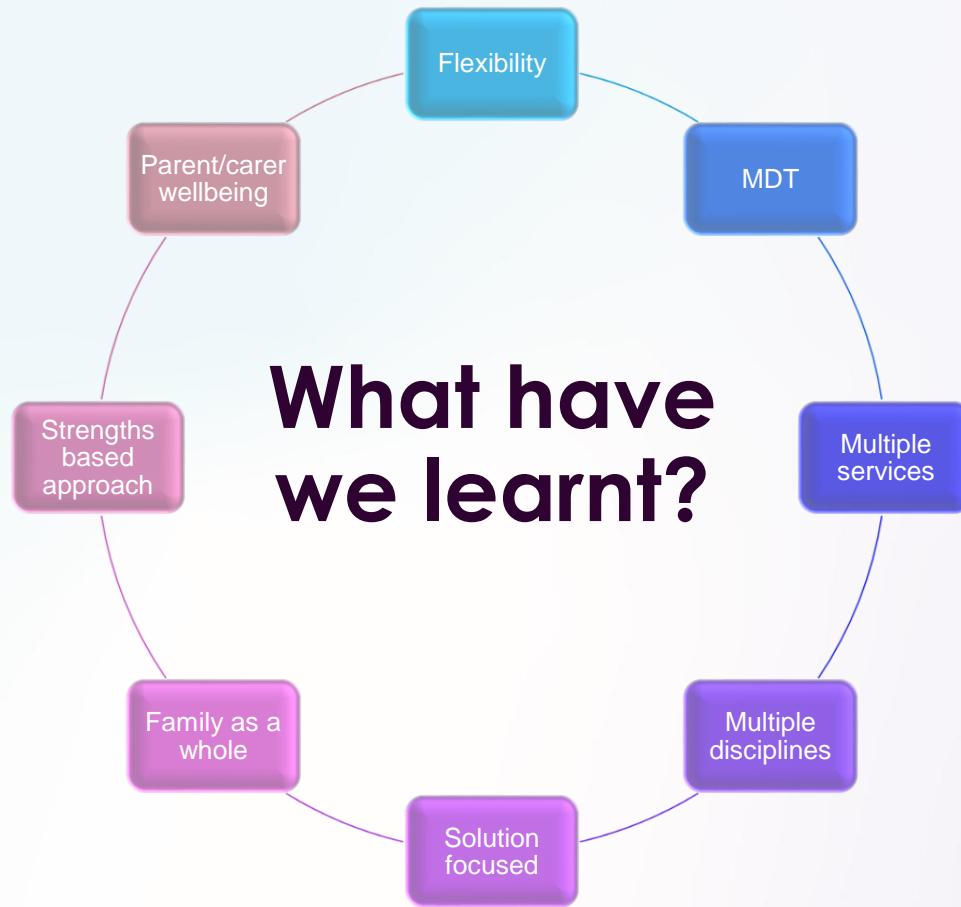 Flexibility
MDT
Multiple
services
Multiple
disciplines
Solution
focused
Family as a
whole
Strengths
based
approach
Parent/carer
wellbeing
What have
we learnt?